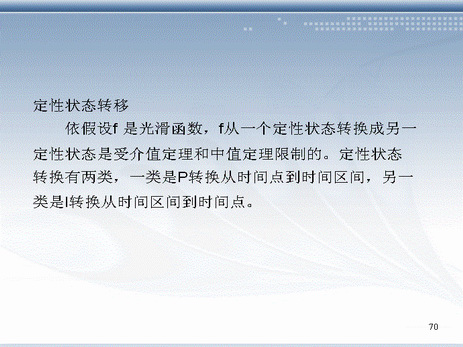 定性状态转移
依假设f 是光滑函数，f从一个定性状态转换成另一
定性状态是受介值定理和中值定理限制的。定性状态
转换有两类，一类是P转换从时间点到时间区间，另一
类是I转换从时间区间到时间点。
70